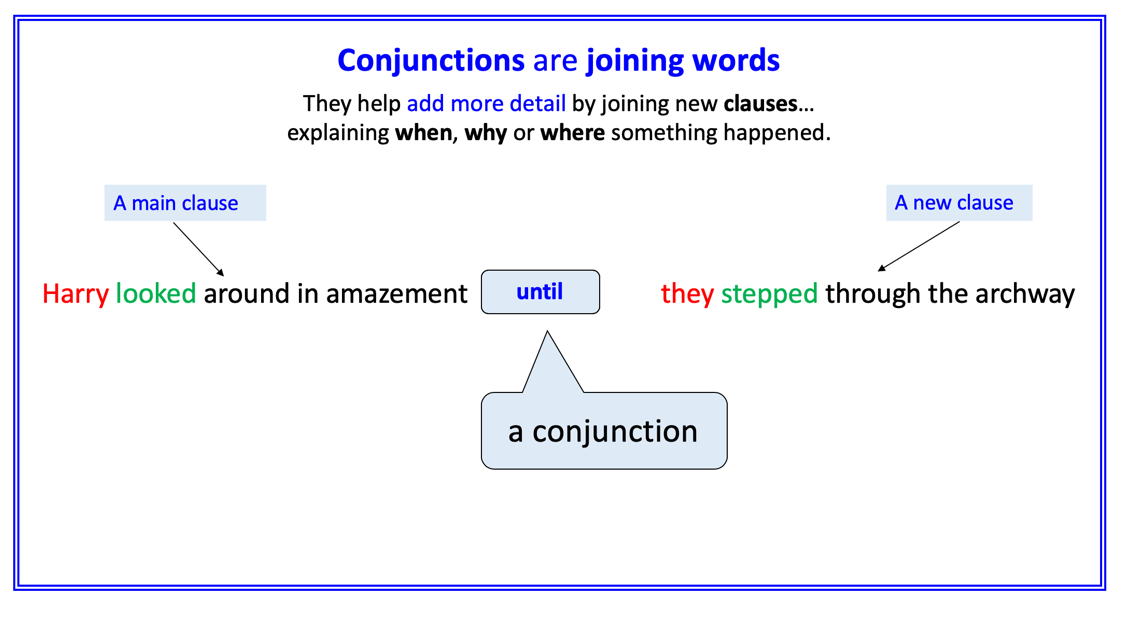 Conjunctions are joining words
They help add more detail by joining new clauses…
explaining when, why or where something happened.
A main clause
A new clause
Harry looked around in amazement until they stepped through the archway
a conjunction